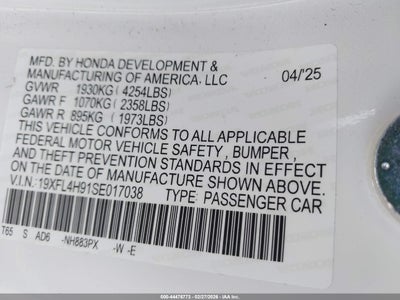 MFD. BY HONDA DEVELOPMENT &
MANUFACTURING OF AMERICA, LLC 04/'25
GVWR 1930KG(4254LBS)
GAWR F 1070KG(2358LBS)
GAWR R 895KG (1973LBS)
THIS VEHICLE CONFORMS TO ALL APPLICABLE
FEDERAL MOTOR VEHICLE SAFETY, BUMPER,
AND THEFT PREVENTION STANDARDS IN EFFECT
ON THE DATE OF MANUFACTURE SHOWN ABOVE.
V.I.N.:19XFL4H91SE017038 TYPE: PASSENGER CAR
T65 S AD6 -NH883PX -W -E